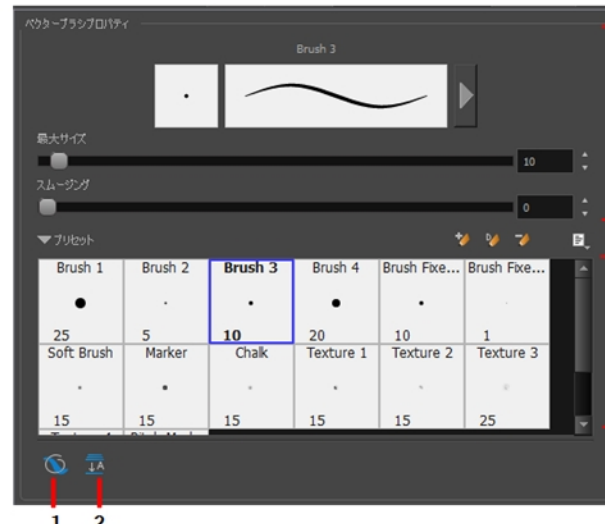 ベクターブラシプロパティ
Brush 3
最大サイズ
10
スムージング
0
プリセット
Brush 1 Brush 2 Brush 3 Brush 4 Brush Fixe... Brush Fixe...
25 5 10 20 10 1
Soft Brush Marker Chalk Texture 1 Texture 2 Texture 3
15 15 15 15 15 25
A
1 2